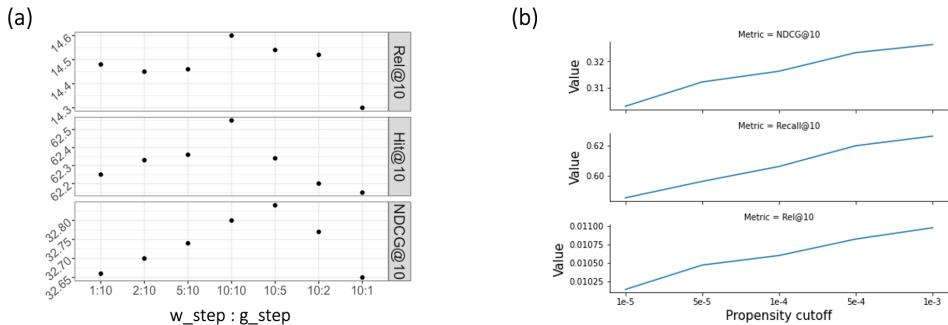 (a)
14.6
14.5
14.4
14.3
Rel@10
62.5
62.4
62.3
62.2
Hit@10
32.80
32.75
32.70
32.65
NDCG@10
1:10
2:10
5:10
10:10
10:5
10:2
10:1
w_step : g_step
(b)
Metric = NDCG@10
Value
0.32
0.31
Metric = Recall@10
Value
0.62
0.60
Metric = Rel@10
Value
0.01100
0.01075
0.01050
0.01025
1e-5
5e-5
1e-4
5e-4
1e-3
Propensity cutoff